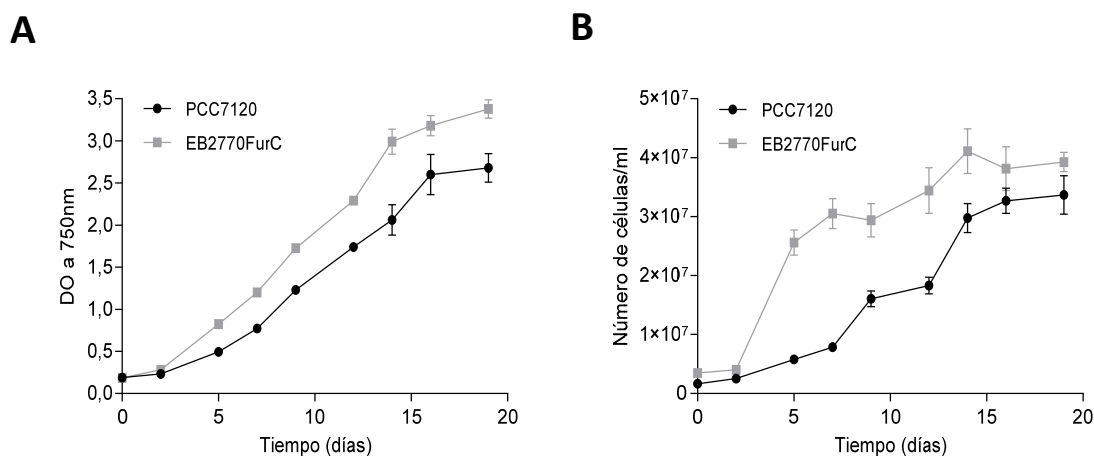 A
B
PCC7120
EB2770FurC
DO a 750nm
3,5
3,0
2,5
2,0
1,5
1,0
0,5
0,0
0 5 10 15 20
Tiempo (días)
PCC7120
EB2770FurC
Número de células/ml
5×10⁷
4×10⁷
3×10⁷
2×10⁷
1×10⁷
0
0 5 10 15 20
Tiempo (días)